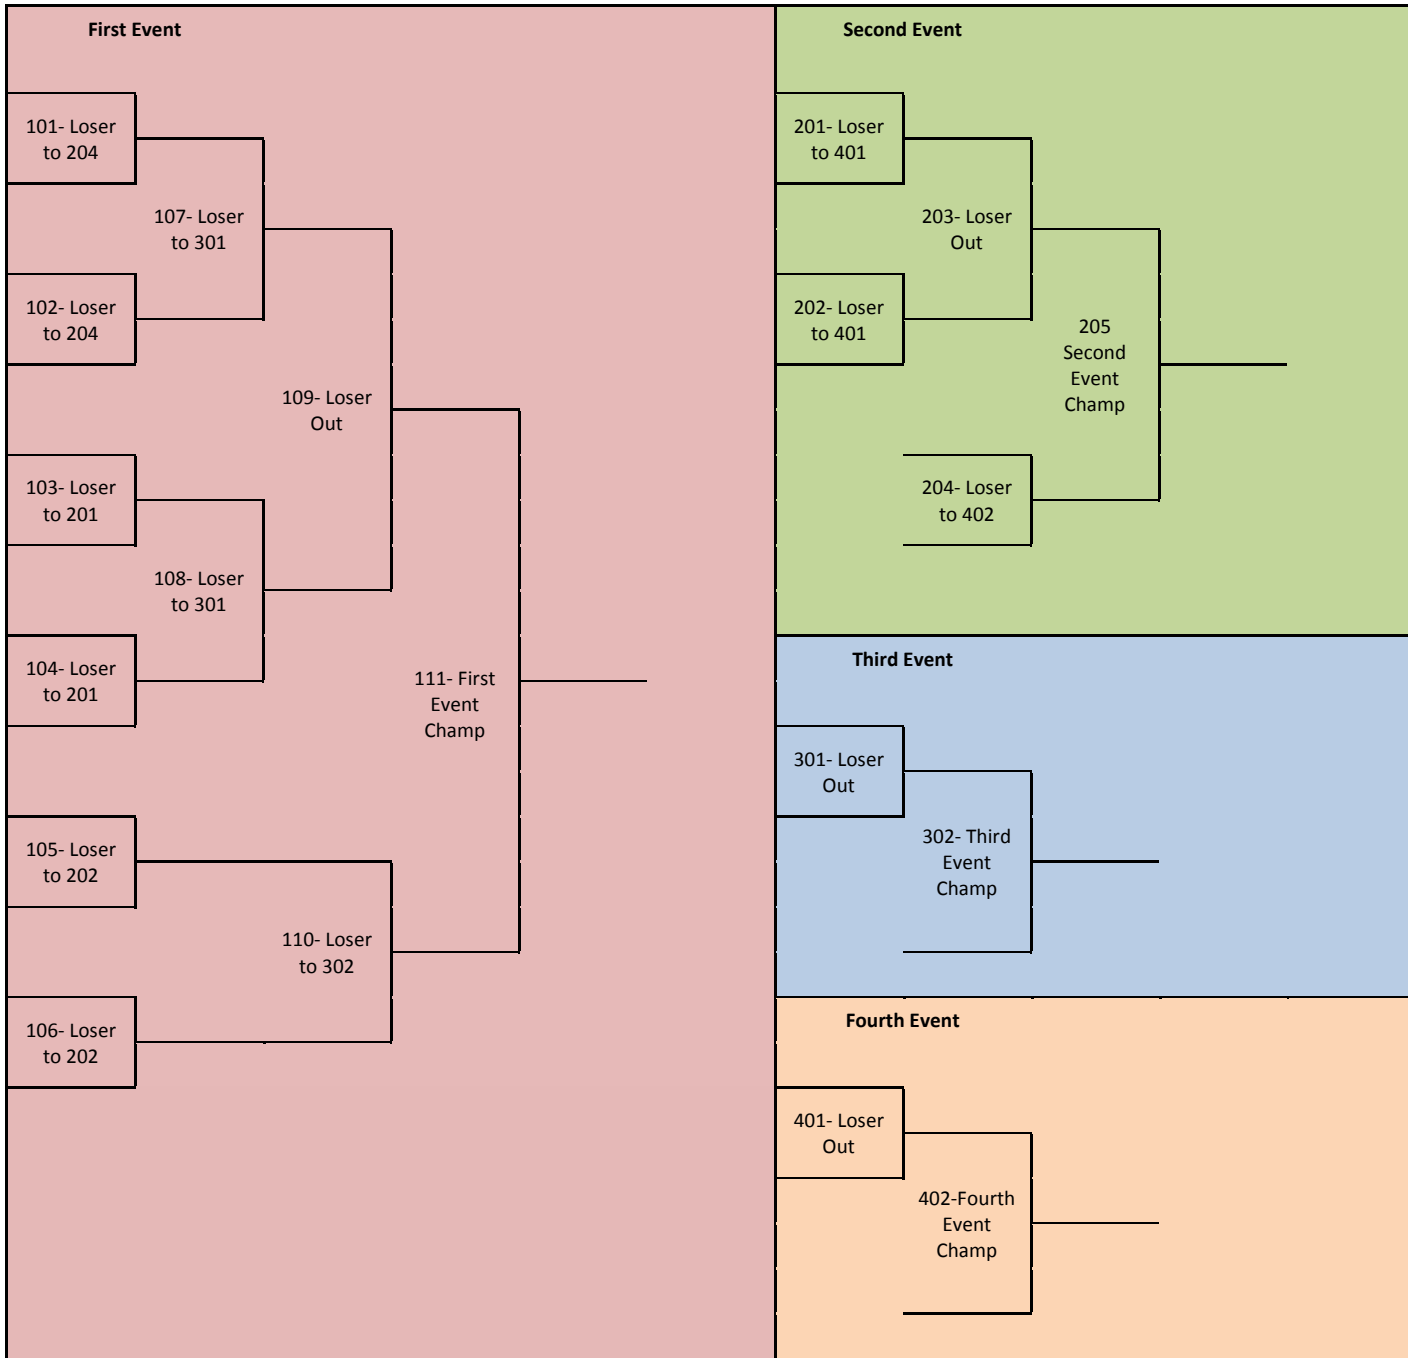 First Event
101- Loser
to 204
107- Loser
to 301
102- Loser
to 204
109- Loser
Out
103- Loser
to 201
108- Loser
to 301
104- Loser
to 201
111- First
Event
Champ
105- Loser
to 202
110- Loser
to 302
106- Loser
to 202
Second Event
201- Loser
to 401
203- Loser
Out
202- Loser
to 401
205
Second
Event
Champ
204- Loser
to 402
Third Event
301- Loser
Out
302- Third
Event
Champ
Fourth Event
401- Loser
Out
402-Fourth
Event
Champ